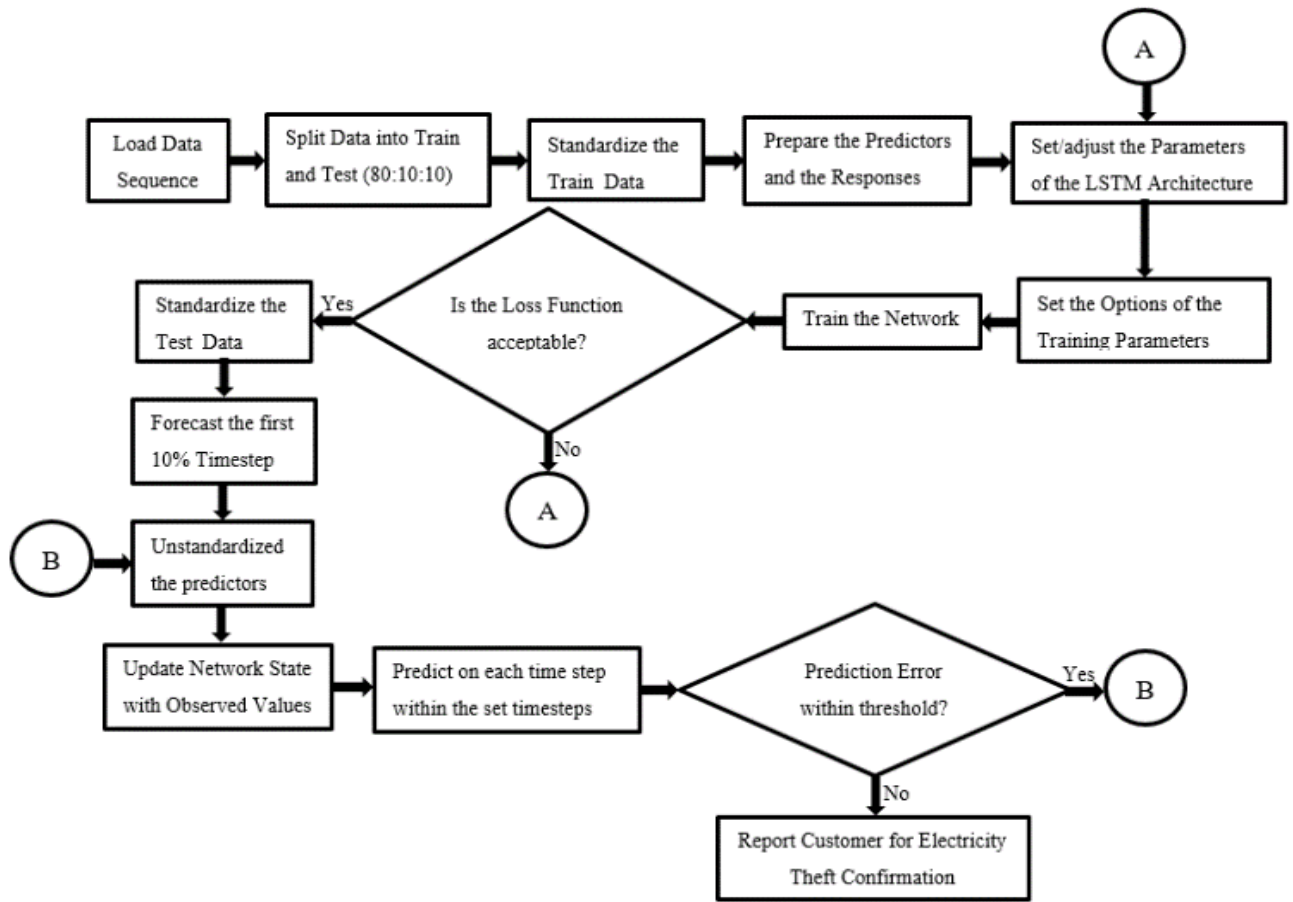 A
Load Data
Sequence
Split Data into Train
and Test (80:10:10)
Standardize the
Train Data
Prepare the Predictors
and the Responses
Set/adjust the Parameters
of the LSTM Architecture
Set the Options of the
Training Parameters
Train the Network
Is the Loss Function
acceptable?
Yes
No
A
Standardize the
Test Data
Forecast the first
10% Timestep
B
Unstandardized
the predictors
Update Network State
with Observed Values
Predict on each time step
within the set timesteps
Prediction Error
within threshold?
Yes
B
No
Report Customer for Electricity
Theft Confirmation